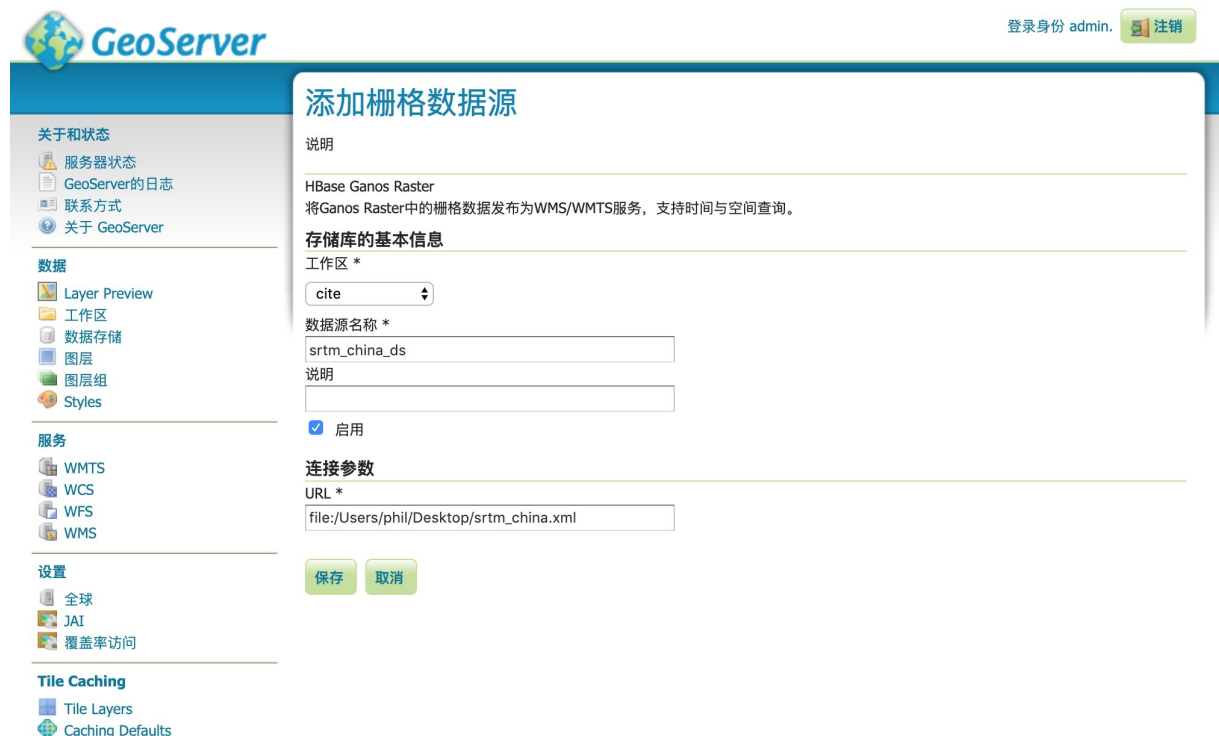 GeoServer
登录身份 admin.
注销
关于和状态
服务器状态
GeoServer的日志
联系方式
关于 GeoServer
数据
Layer Preview
工作区
数据存储
图层
图层组
Styles
服务
WMTS
WCS
WFS
WMS
设置
全球
JAI
覆盖率访问
Tile Caching
Tile Layers
Caching Defaults
添加栅格数据源
说明
HBase Ganos Raster
将Ganos Raster中的栅格数据发布为WMS/WMTS服务，支持时间与空间查询。
存储库的基本信息
工作区 *
cite
数据源名称 *
srtm_china_ds
说明
启用
连接参数
URL *
file:/Users/phil/Desktop/srtm_china.xml
保存
取消